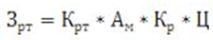 Зрт = Крт * Ам * Кр * Ц